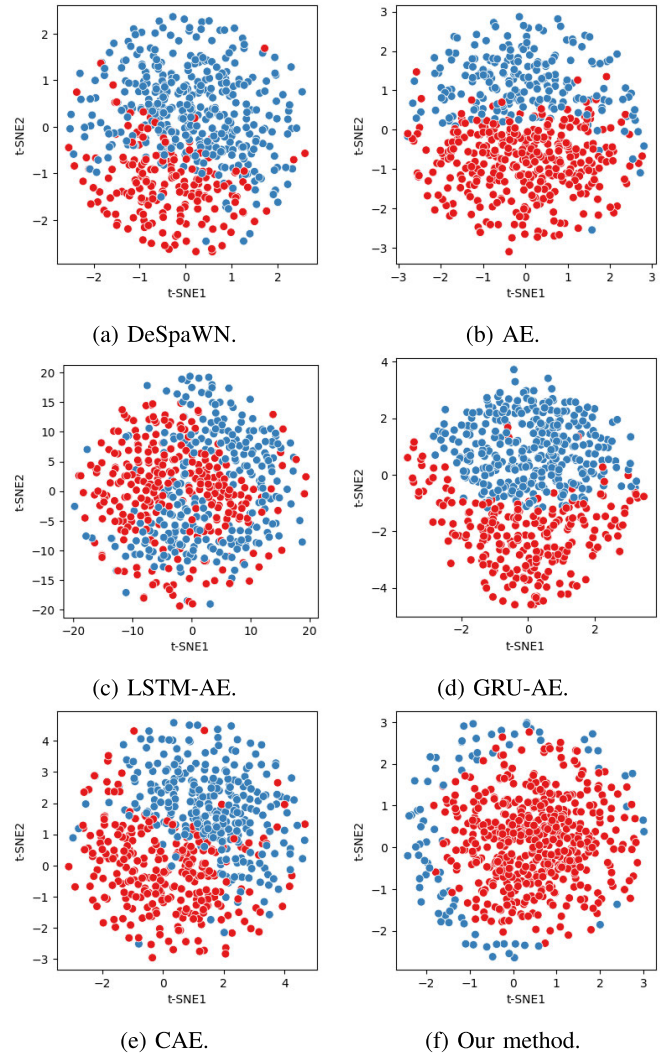 2
1
0
-1
-2
t-SNE2
-2 -1 0 1 2
t-SNE1
(a) DeSpaWN.
3
2
1
0
-1
-2
-3
t-SNE2
-3 -2 -1 0 1 2 3
t-SNE1
(b) AE.
20
15
10
5
0
-5
-10
-15
-20
t-SNE2
-20 -10 0 10 20
t-SNE1
(c) LSTM-AE.
4
2
0
-2
-4
t-SNE2
-2 0 2
t-SNE1
(d) GRU-AE.
4
3
2
1
0
-1
-2
-3
t-SNE2
-2 0 2 4
t-SNE1
(e) CAE.
3
2
1
0
-1
-2
t-SNE2
-2 -1 0 1 2 3
t-SNE1
(f) Our method.